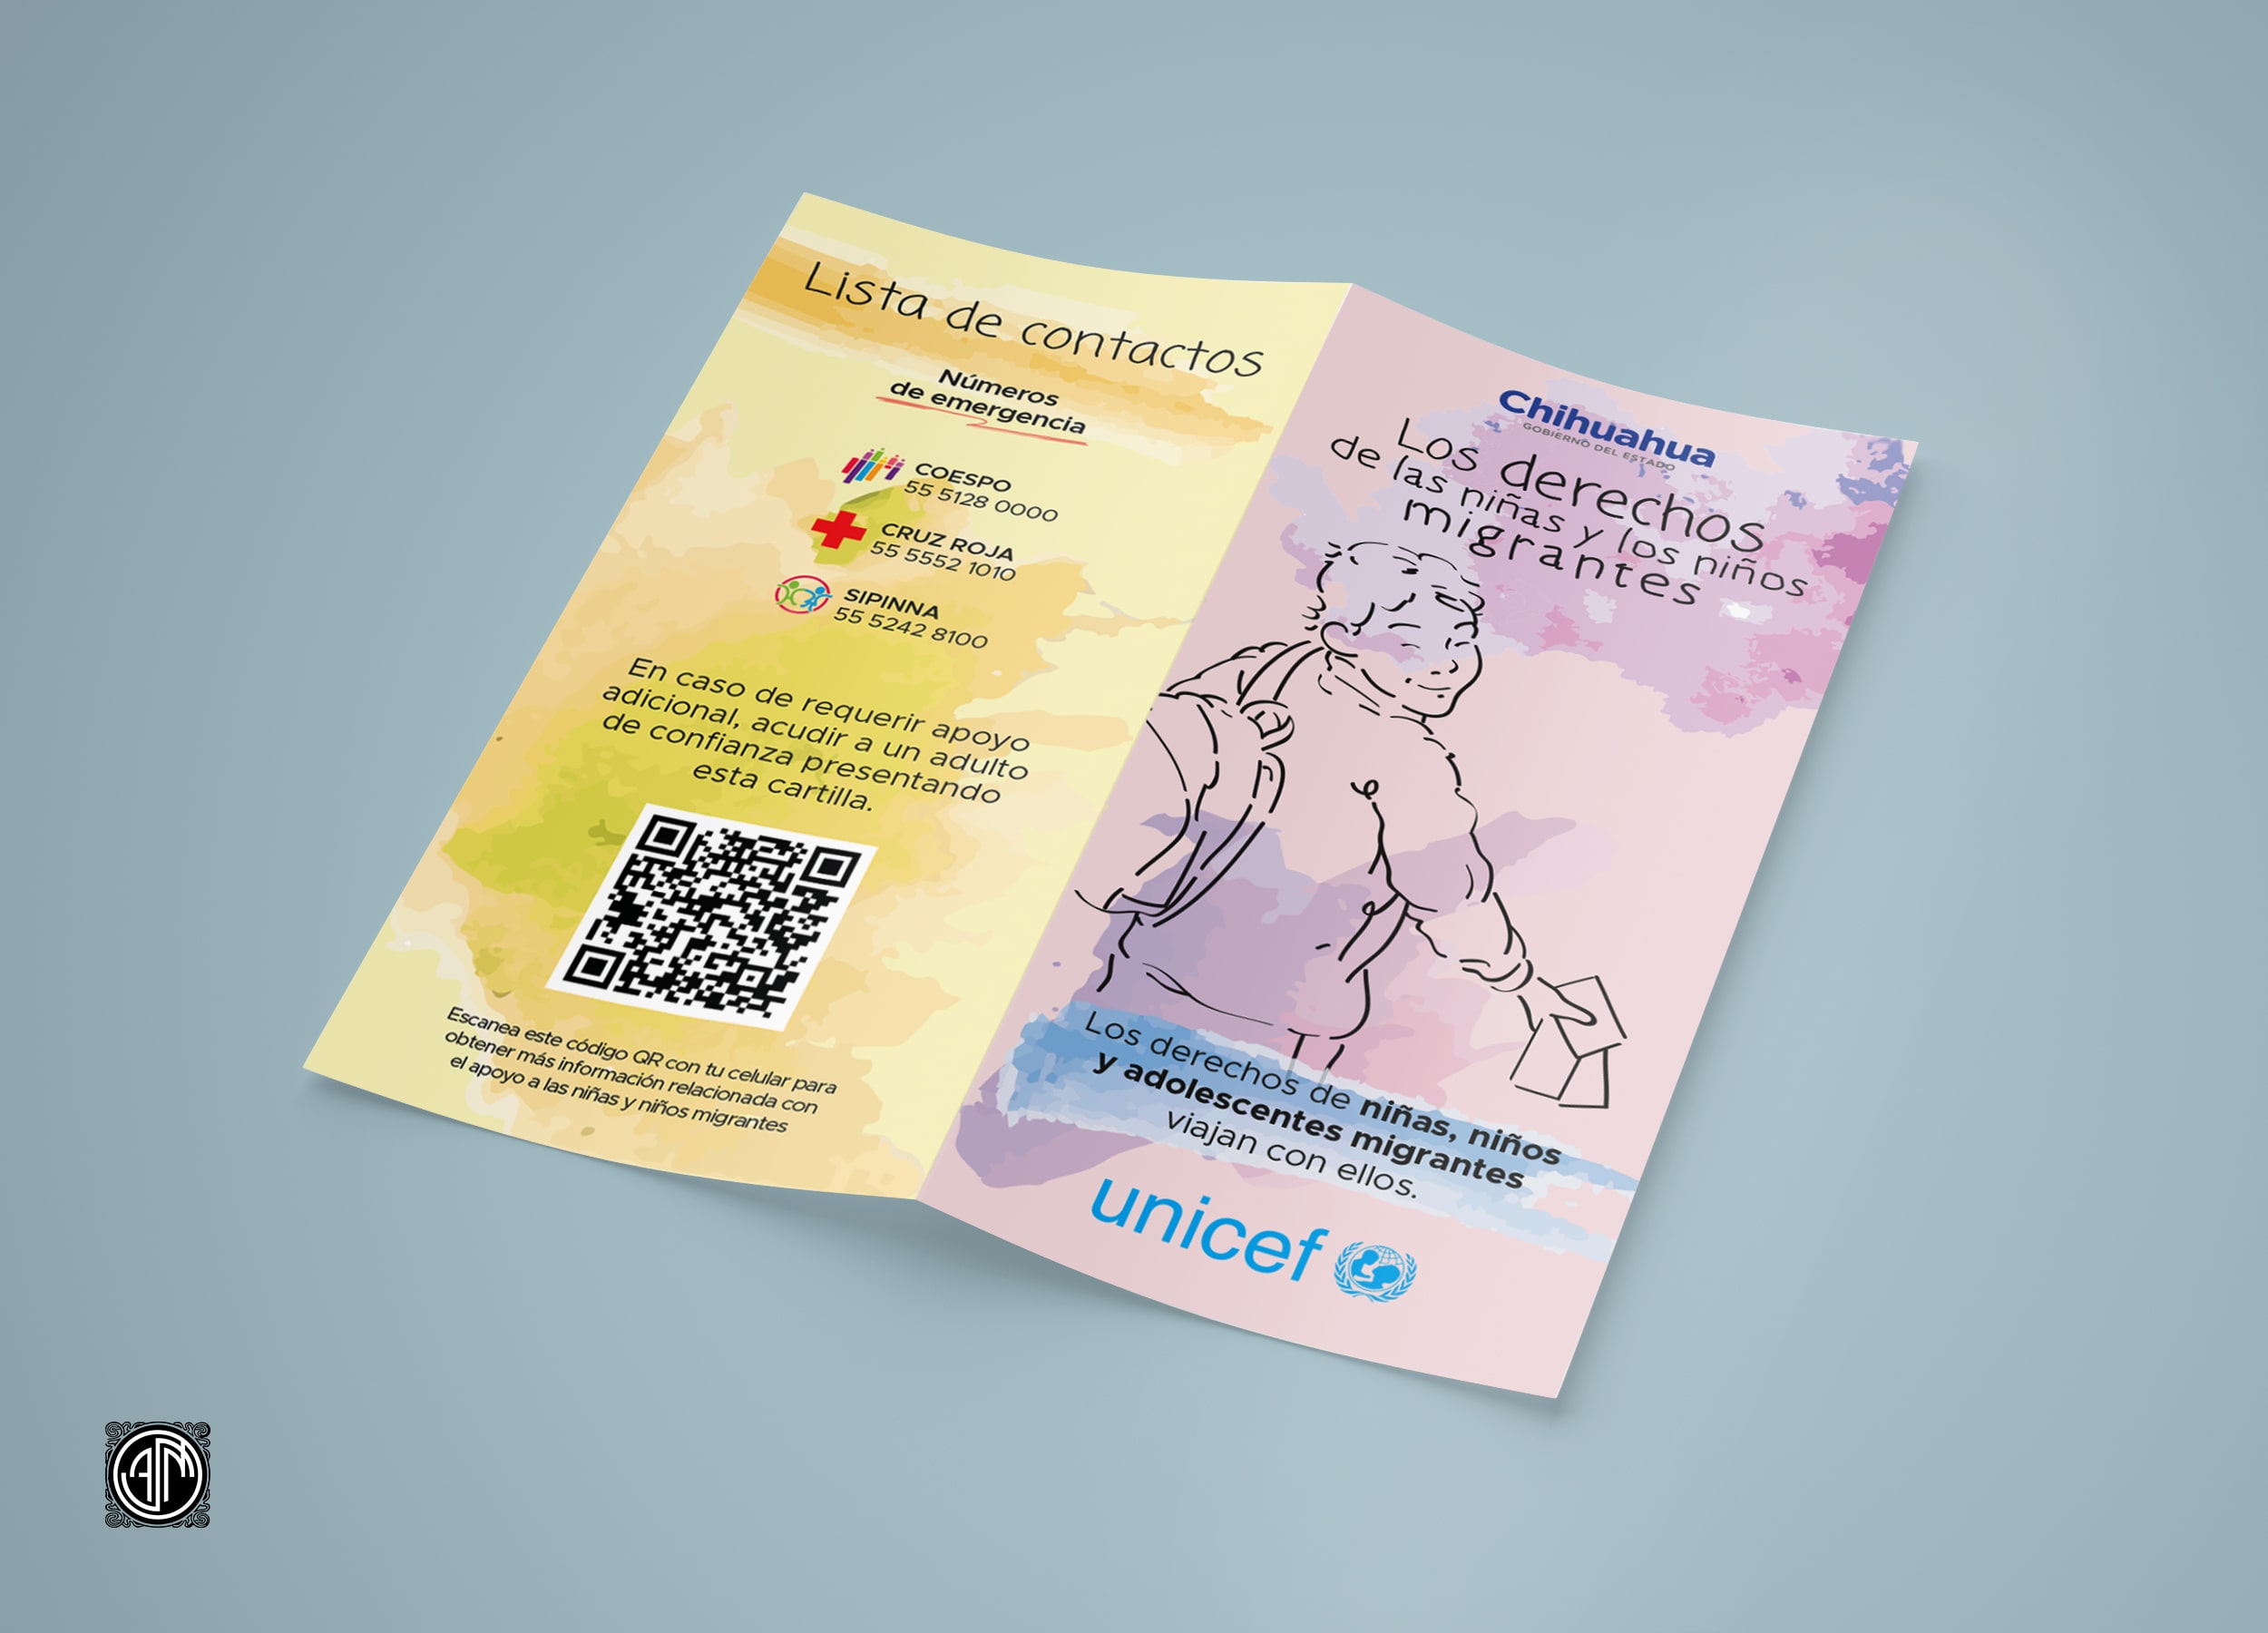 Lista de contactos
Números
de emergencia
COESPO
55 5128 0000
CRUZ ROJA
55 5552 1010
SIPINNA
55 5242 8100
En caso de requerir apoyo
adicional, acudir a un adulto
de confianza presentando
esta cartilla.
Escanea este código QR con tu celular para
obtener más información relacionada con
el apoyo a las niñas y niños migrantes
Chihuahua
GOBIERNO DEL ESTADO
Los derechos
de las niñas y los niños
migrantes
Los derechos de niñas, niños
y adolescentes migrantes
viajan con ellos.
unicef